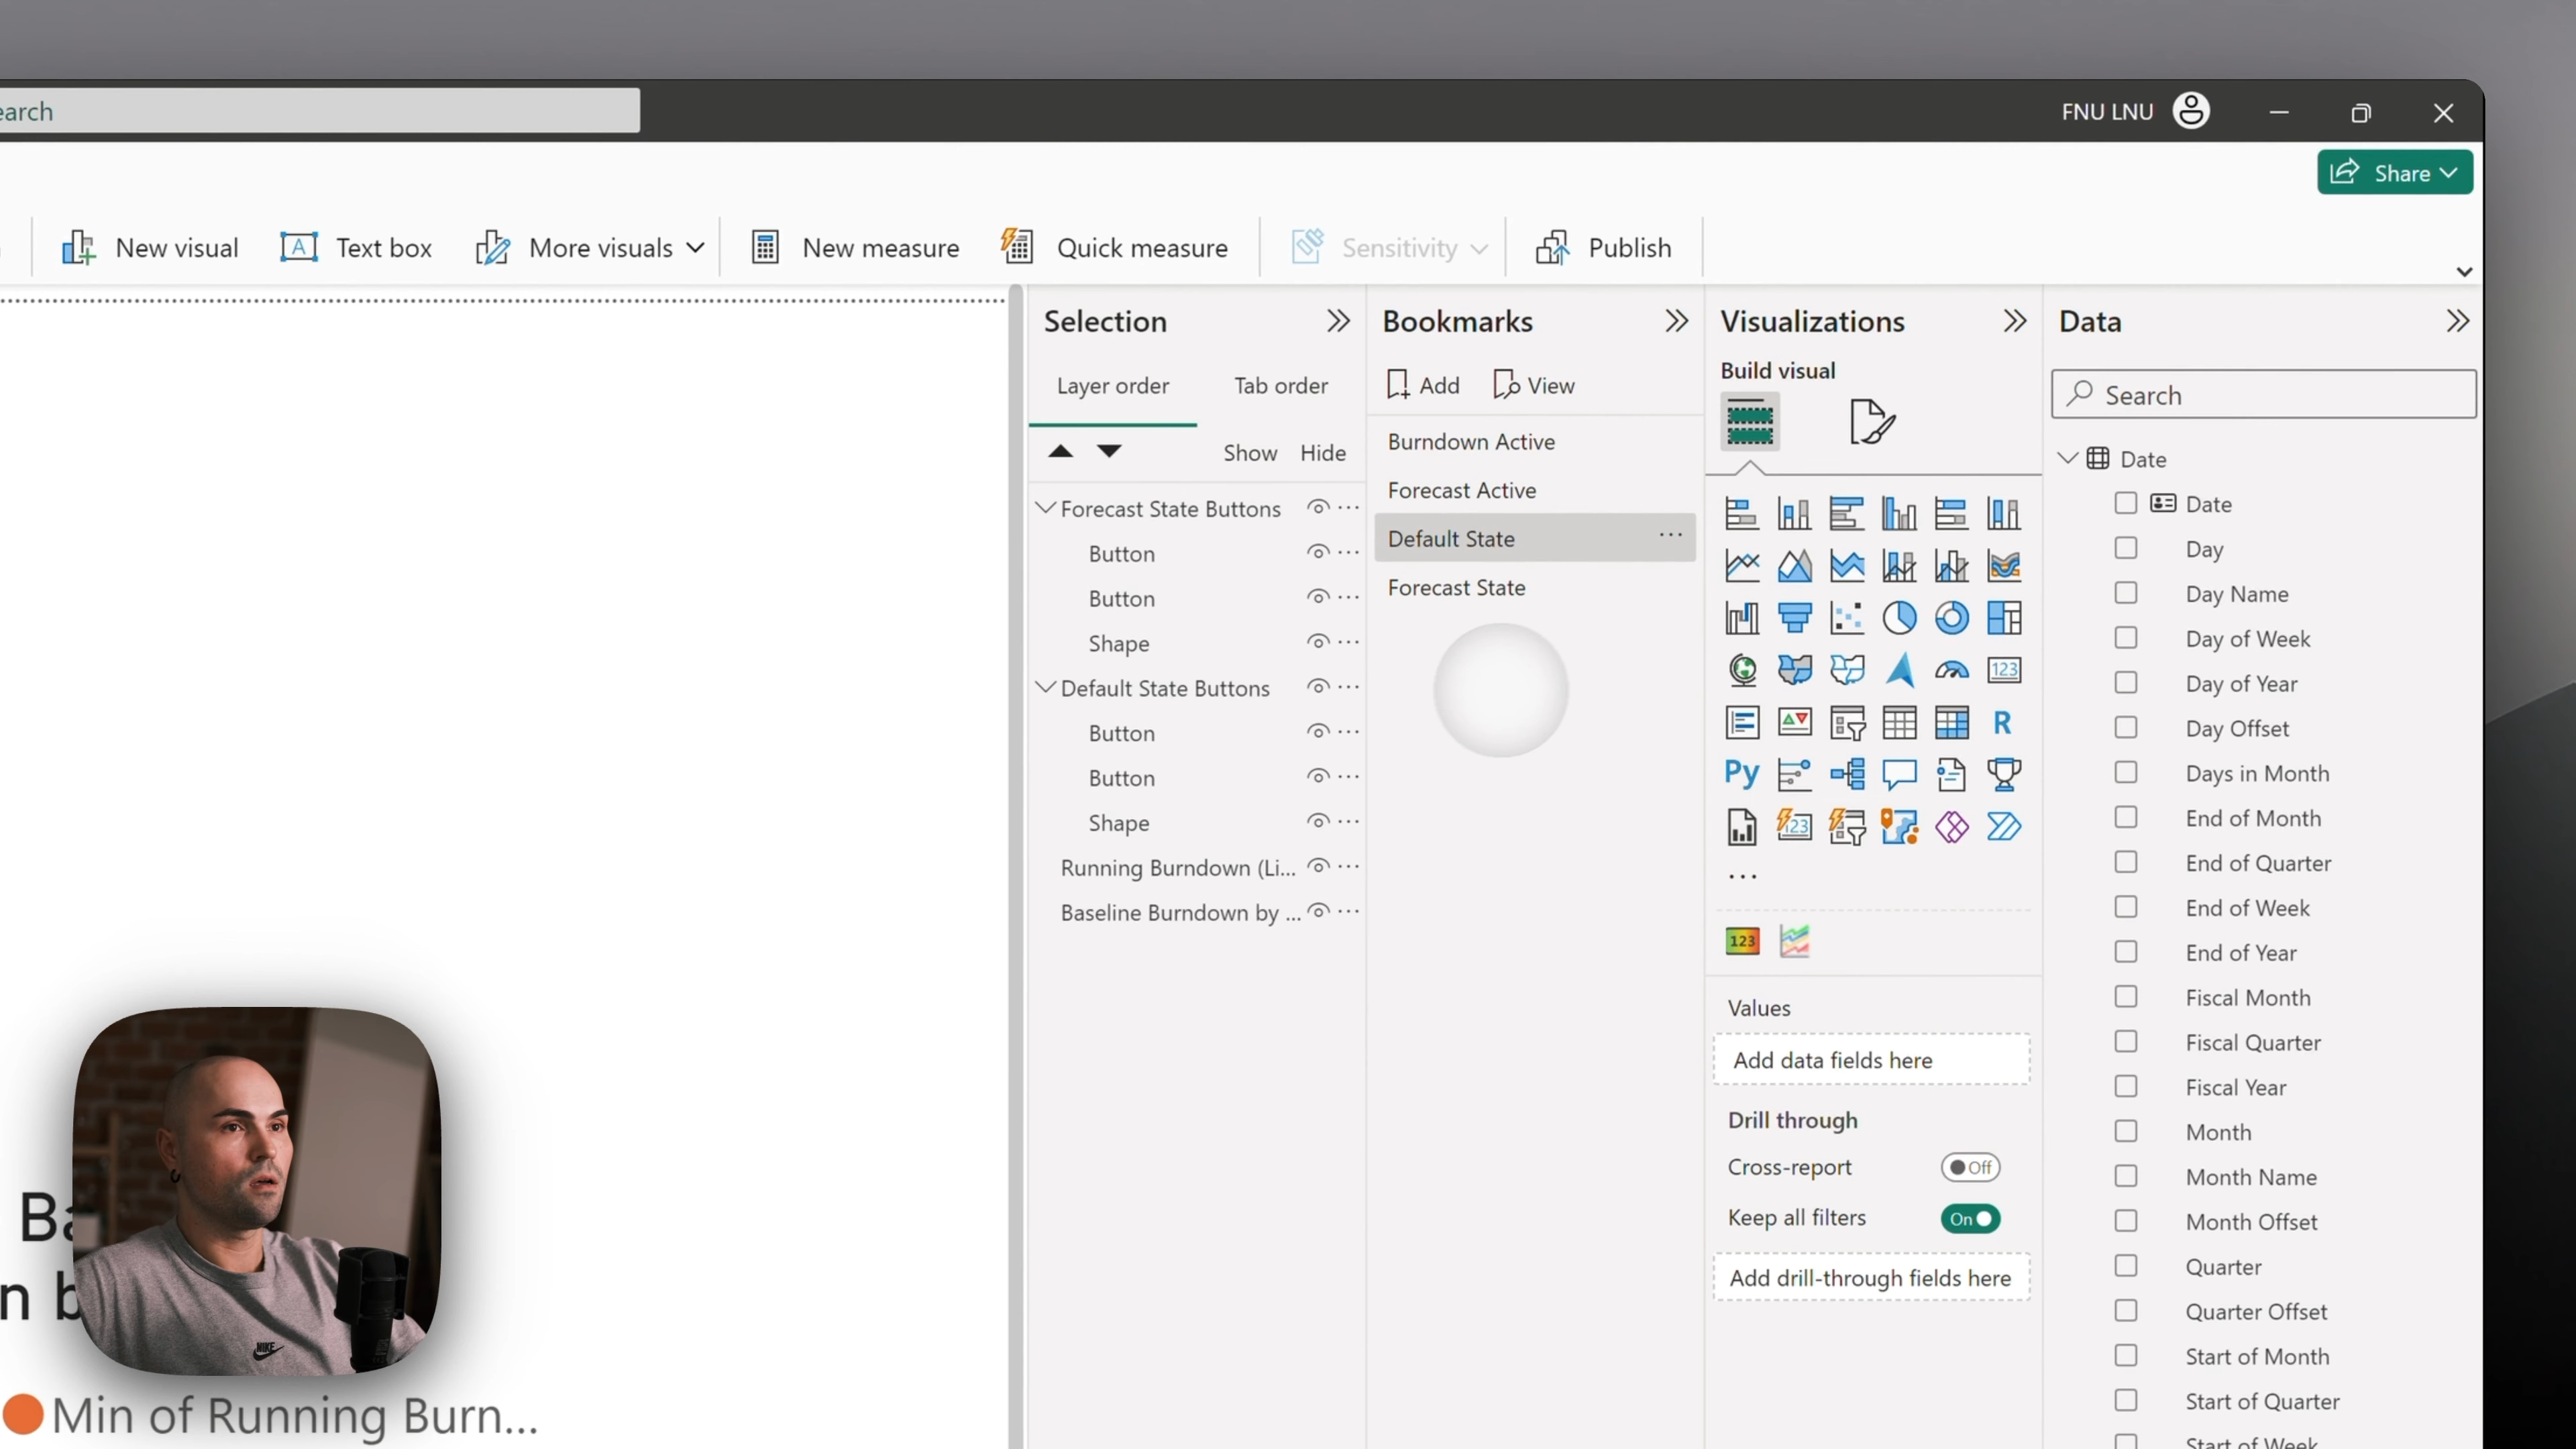 earch
FNU LNU
Share
New visual
Text box
More visuals
New measure
Quick measure
Sensitivity
Publish
Selection
Layer order
Tab order
Show
Hide
Forecast State Buttons
Button
Button
Shape
Default State Buttons
Button
Button
Shape
Running Burndown (Li...
Baseline Burndown by ...
Bookmarks
Add
View
Burndown Active
Forecast Active
Default State
Forecast State
Visualizations
Build visual
123
R
Py
123
123
Values
Add data fields here
Drill through
Cross-report
Off
Keep all filters
On
Add drill-through fields here
Data
Search
Date
Date
Day
Day Name
Day of Week
Day of Year
Day Offset
Days in Month
End of Month
End of Quarter
End of Week
End of Year
Fiscal Month
Fiscal Quarter
Fiscal Year
Month
Month Name
Month Offset
Quarter
Quarter Offset
Start of Month
Start of Quarter
Start of Week
Ba
n b
NIKE
Min of Running Burn...